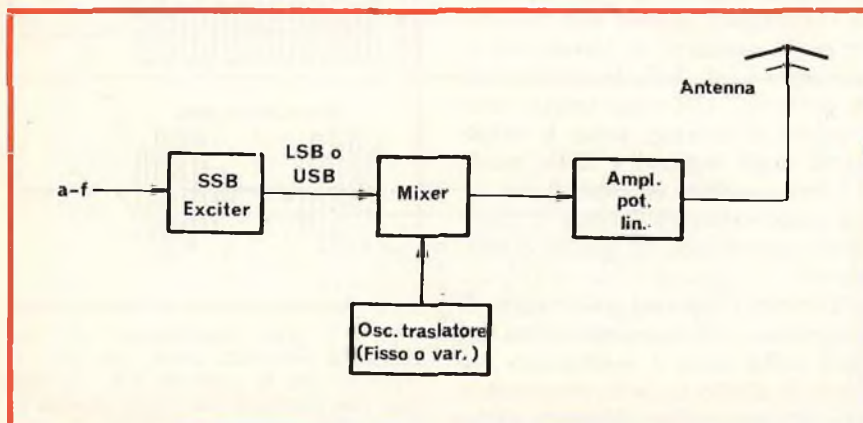 Antenna
a-f
SSB
Exciter
LSB o
USB
Mixer
Ampl.
pot.
lin.
Osc. traslatore
(Fisso o var.)